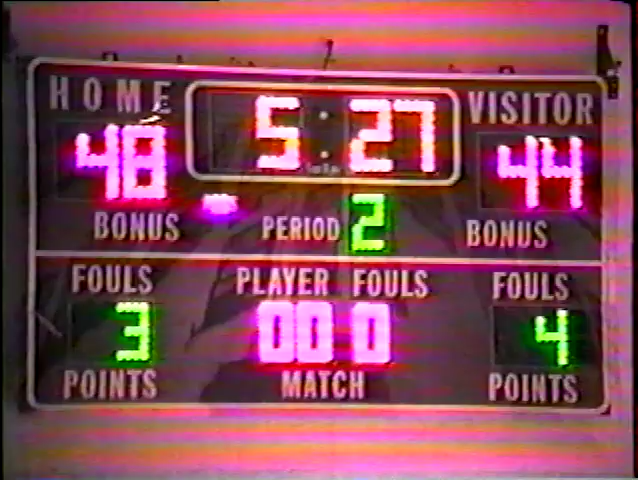 HOME 5:27 VISITOR
48 44
BONUS PERIOD 2 BONUS
FOULS PLAYER FOULS FOULS
3 00 0 4
POINTS MATCH POINTS